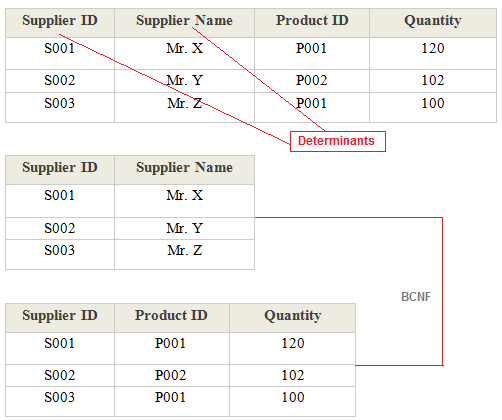 Supplier ID Supplier Name Product ID Quantity
S001 Mr. X P001 120
S002 Mr. Y P002 102
S003 Mr. Z P001 100
Determinants
Supplier ID Supplier Name
S001 Mr. X
S002 Mr. Y
S003 Mr. Z
BCNF
Supplier ID Product ID Quantity
S001 P001 120
S002 P002 102
S003 P001 100